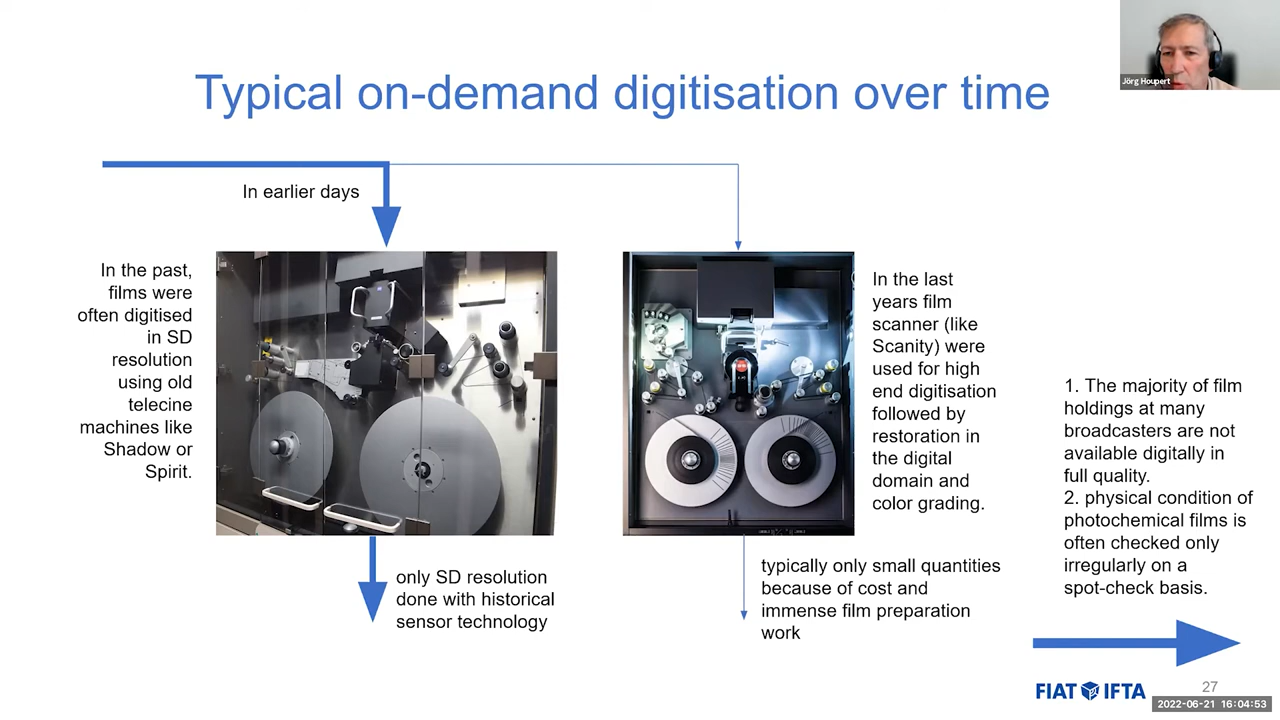 Jörg Houpert
Typical on-demand digitisation over time
In earlier days
In the past,
films were
often digitised
in SD
resolution
using old
telecine
machines like
Shadow or
Spirit.
only SD resolution
done with historical
sensor technology
In the last
years film
scanner (like
Scanity) were
used for high
end digitisation
followed by
restoration in
the digital
domain and
color grading.
typically only small quantities
because of cost and
immense film preparation
work
1. The majority of film
holdings at many
broadcasters are not
available digitally in
full quality.
2. physical condition of
photochemical films is
often checked only
irregularly on a
spot-check basis.
FIAT IFTA
27
2022-06-21 16:04:53